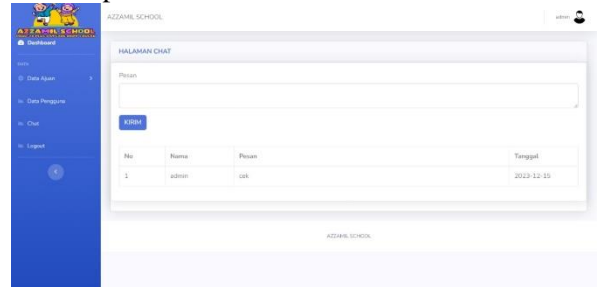 AZZAMIL SCHOOL
admin
AZZAMIL SCHOOL
Dashboard
HALAMAN CHAT
Data Ajuan
Pesan
Data Pengguna
Chat
KIRIM
Logout
No Nama Pesan Tanggal
1 admin cek 2023-12-15
AZZAMIL SCHOOL